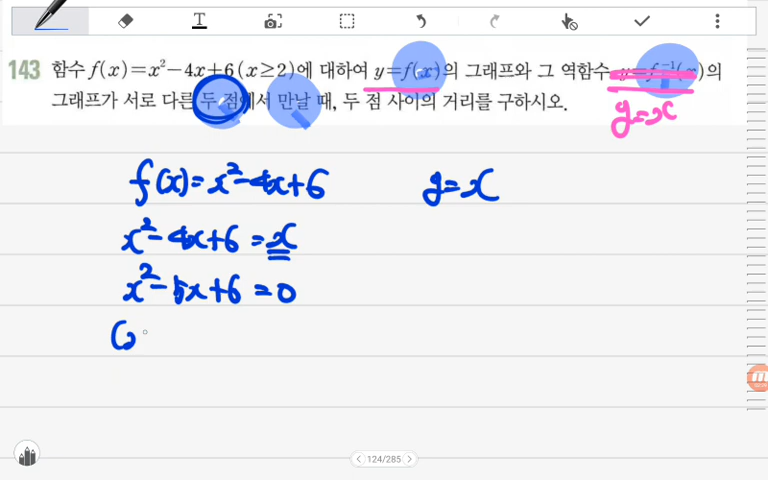 143 함수 f(x)=x²-4x+6(x≥2)에 대하여 y=f(x)의 그래프와 그 역함수 y=f⁻¹(x)의
그래프가 서로 다른 두 점에서 만날 때, 두 점 사이의 거리를 구하시오.
y=x
f(x)=x²-4x+6 y=x
x²-4x+6=x
x²-5x+6=0
(
124/285